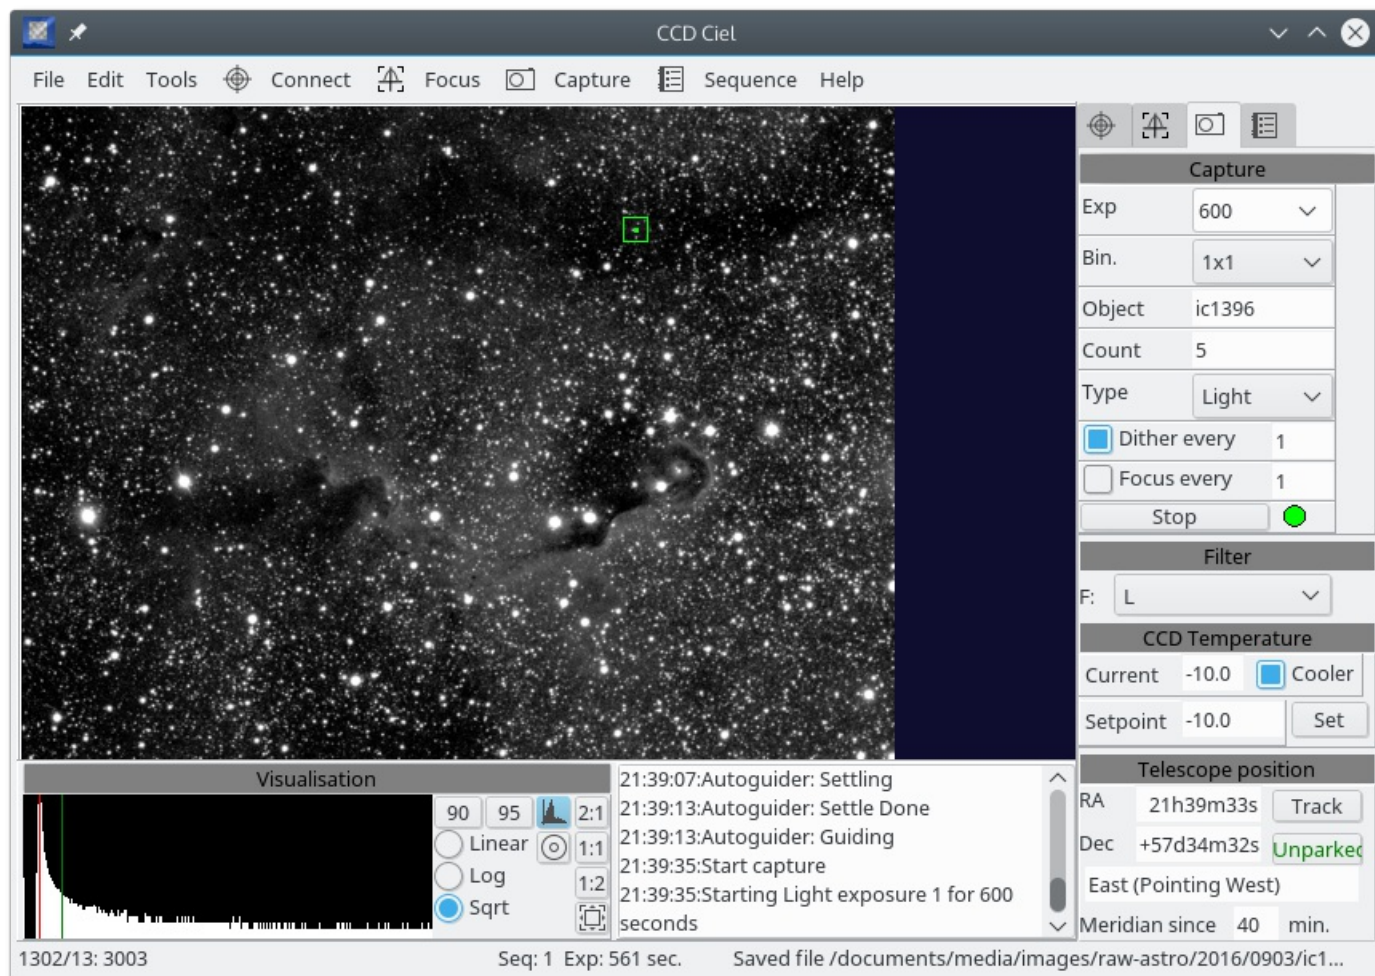 CCD Ciel
File Edit Tools Connect Focus Capture Sequence Help
Capture
Exp 600
Bin. 1x1
Object ic1396
Count 5
Type Light
Dither every 1
Focus every 1
Stop
Filter
F: L
CCD Temperature
Current -10.0 Cooler
Setpoint -10.0 Set
Telescope position
RA 21h39m33s Track
Dec +57d34m32s Unparked
East (Pointing West)
Meridian since 40 min.
Visualisation
90 95 2:1
Linear 1:1
Log 1:2
Sqrt
21:39:07:Autoguider: Settling
21:39:13:Autoguider: Settle Done
21:39:13:Autoguider: Guiding
21:39:35:Start capture
21:39:35:Starting Light exposure 1 for 600
seconds
1302/13: 3003 Seq: 1 Exp: 561 sec. Saved file /documents/media/images/raw-astro/2016/0903/ic1...